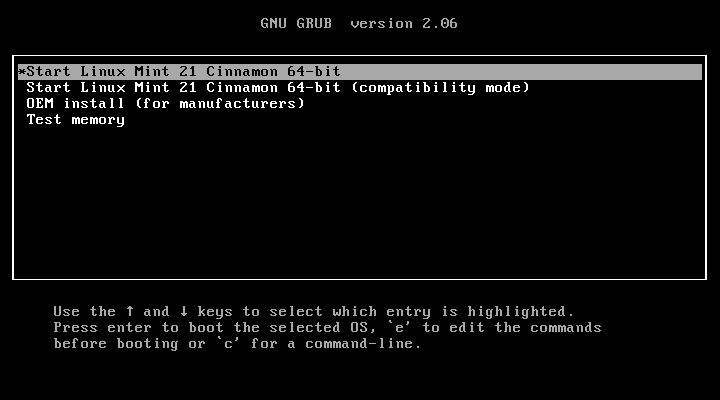 GNU GRUB  version 2.06
*Start Linux Mint 21 Cinnamon 64-bit
Start Linux Mint 21 Cinnamon 64-bit (compatibility mode)
OEM install (for manufacturers)
Test memory
Use the ↑ and ↓ keys to select which entry is highlighted.
Press enter to boot the selected OS, `e' to edit the commands
before booting or `c' for a command-line.